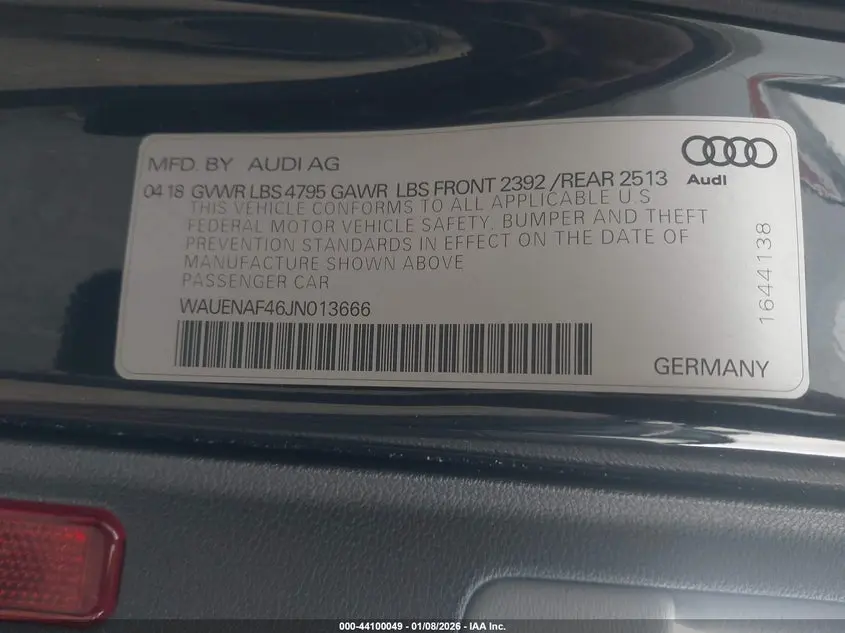 MFD. BY AUDI AG
Audi
04 18 GVWR LBS 4795 GAWR LBS FRONT 2392 /REAR 2513
THIS VEHICLE CONFORMS TO ALL APPLICABLE U S
FEDERAL MOTOR VEHICLE SAFETY, BUMPER AND THEFT
PREVENTION STANDARDS IN EFFECT ON THE DATE OF
MANUFACTURE SHOWN ABOVE
PASSENGER CAR
WAUENAF46JN013666
GERMANY
1644138
000-44100049 - 01/08/2026 - IAA Inc.